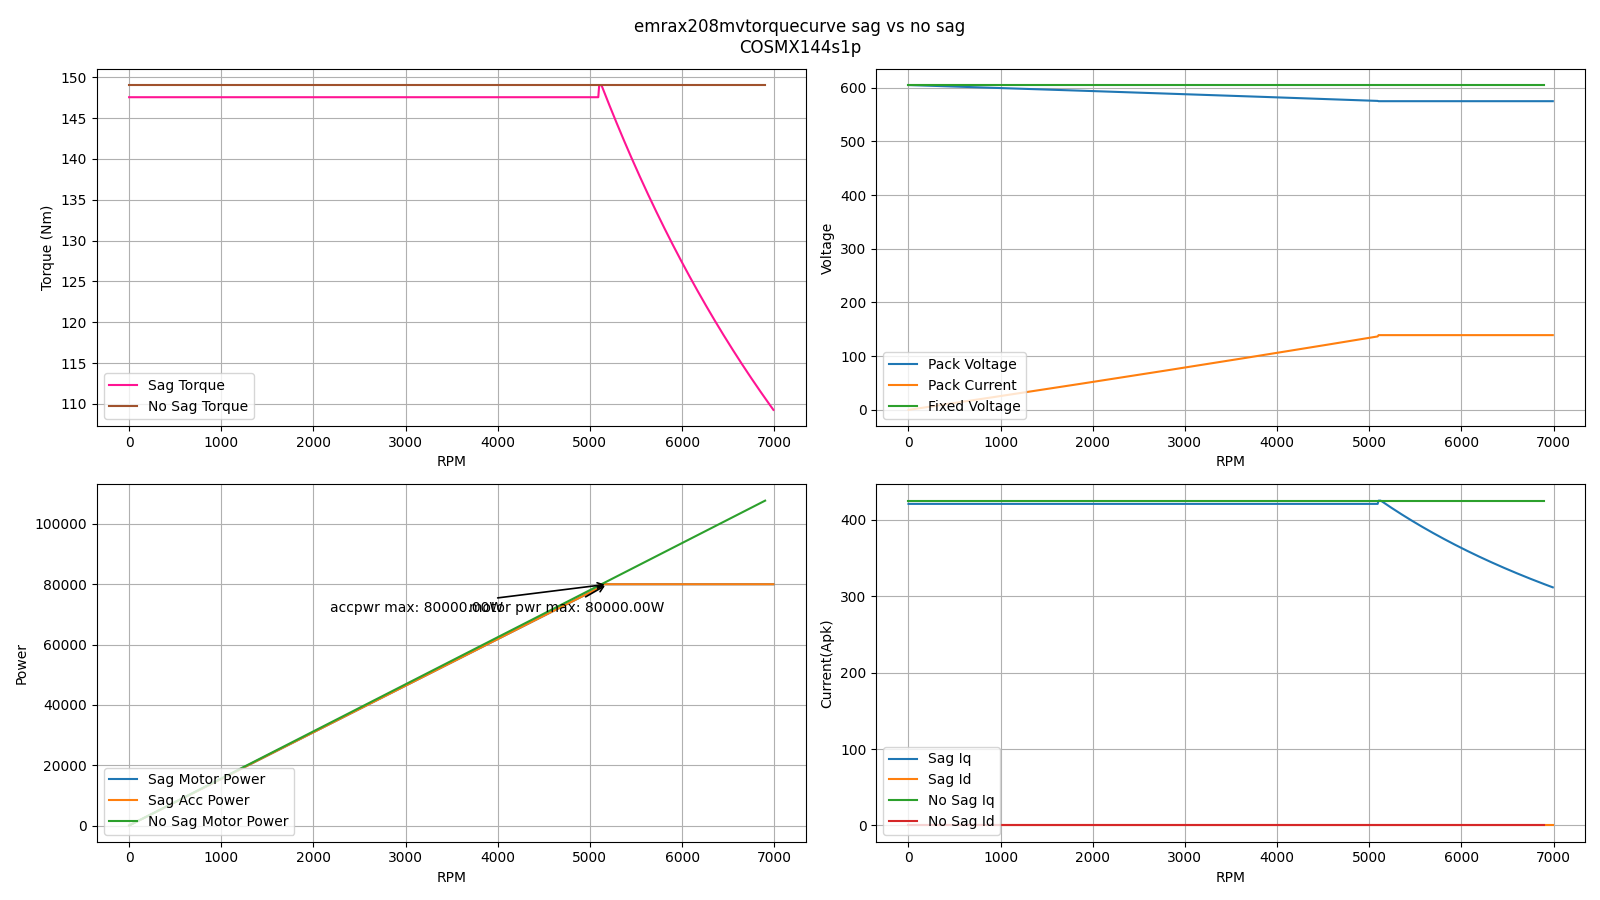 emrax208mvtorquecurve sag vs no sag
COSMX144s1p
150
145
140
135
130
125
120
115
110
Torque (Nm)
Sag Torque
No Sag Torque
0 1000 2000 3000 4000 5000 6000 7000
RPM
600
500
400
300
200
100
0
Voltage
Pack Voltage
Pack Current
Fixed Voltage
0 1000 2000 3000 4000 5000 6000 7000
RPM
100000
80000
60000
40000
20000
0
Power
accpwr max: 80000.00W
motor pwr max: 80000.00W
Sag Motor Power
Sag Acc Power
No Sag Motor Power
0 1000 2000 3000 4000 5000 6000 7000
RPM
400
300
200
100
0
Current(Apk)
Sag Iq
Sag Id
No Sag Iq
No Sag Id
0 1000 2000 3000 4000 5000 6000 7000
RPM